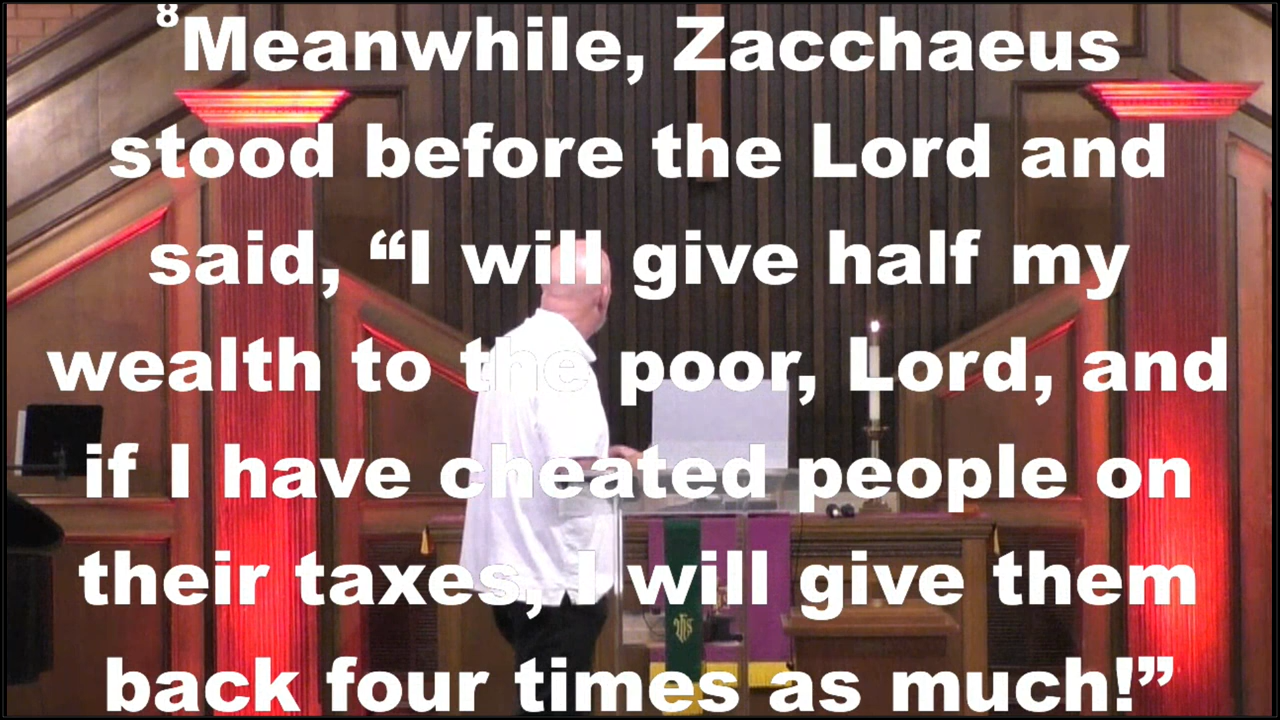 8Meanwhile, Zacchaeus
stood before the Lord and
said, “I will give half my
wealth to the poor, Lord, and
if I have cheated people on
their taxes, I will give them
back four times as much!”